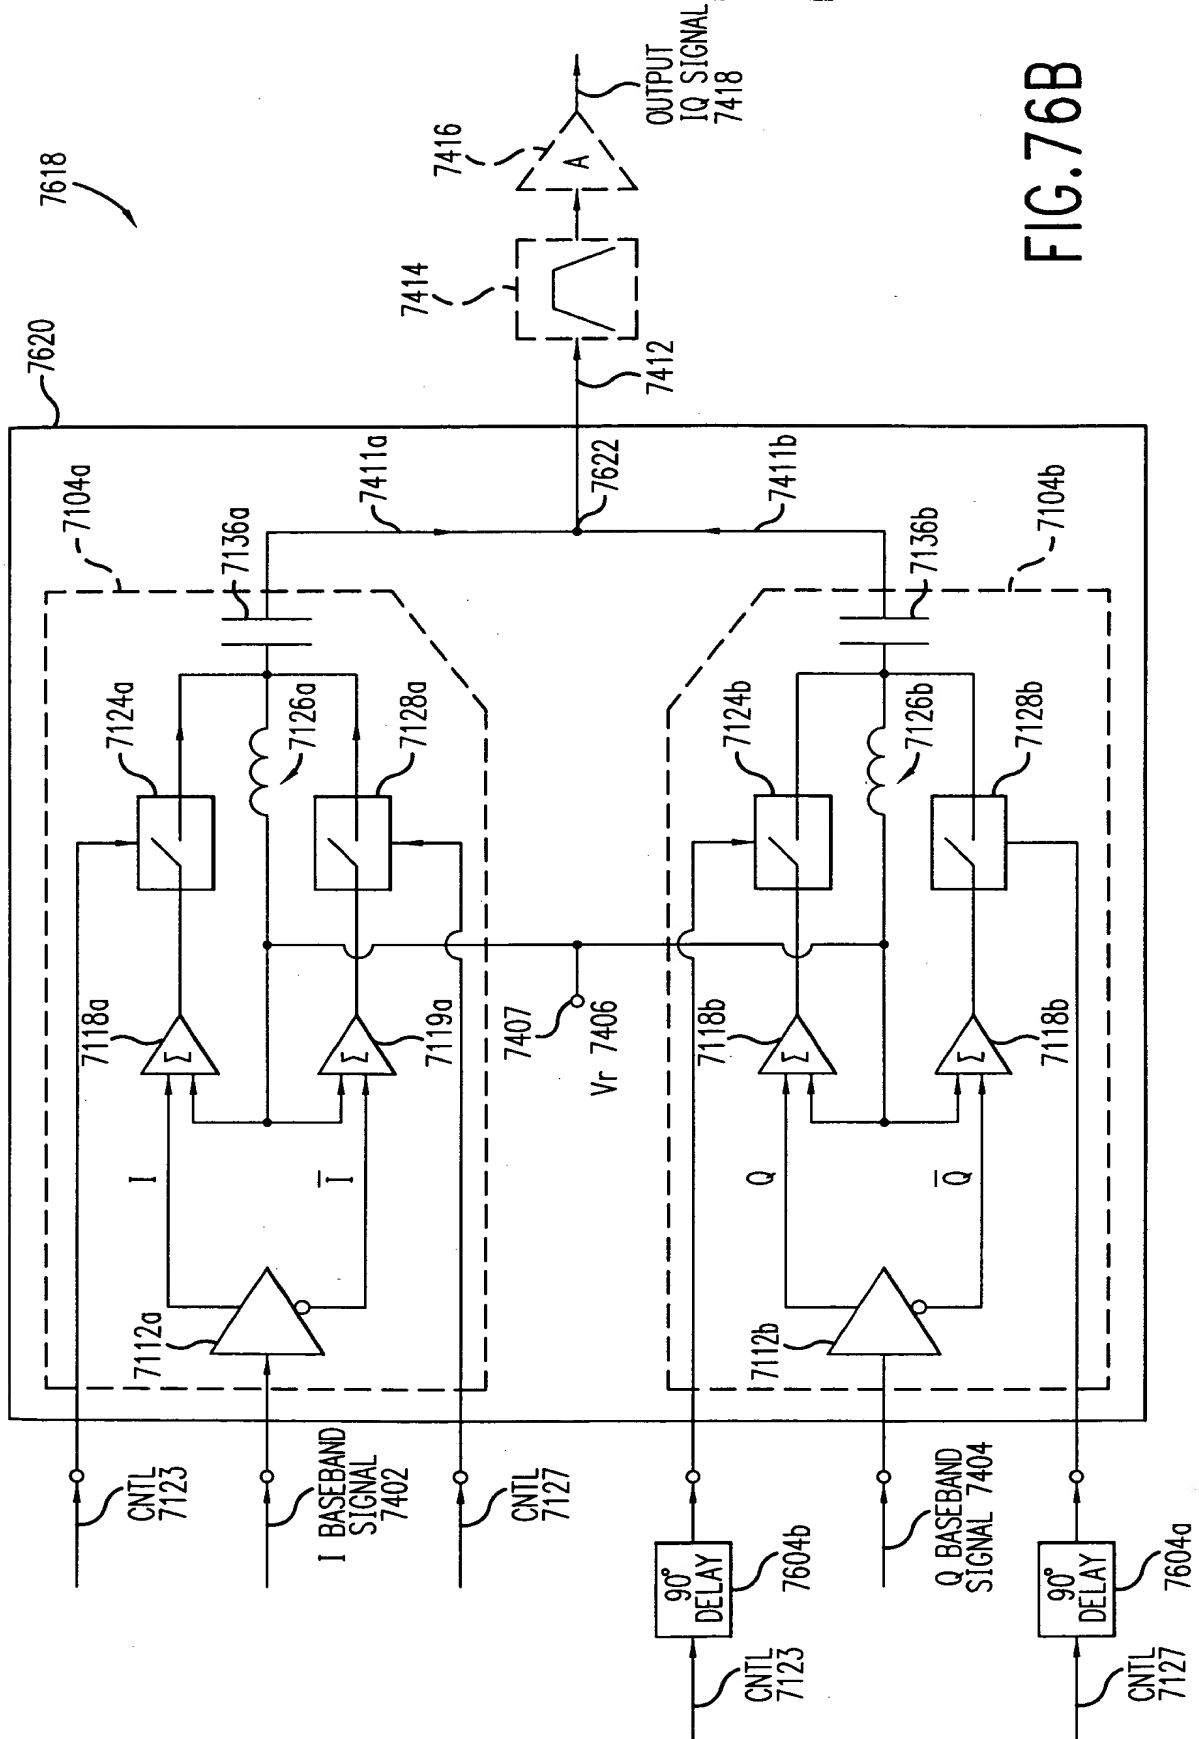 7618
7620
7104a
7136a
7411a
7124a
7126a
7128a
7118a
Σ
7119a
Σ
I
I̅
7112a
CNTL
7123
I BASEBAND
SIGNAL
7402
CNTL
7127
7407
Vr 7406
7622
7412
7414
7416
A
OUTPUT
IQ SIGNAL
7418
7411b
7104b
7136b
7124b
7126b
7128b
7118b
Σ
7118b
Σ
Q
Q̅
7112b
90°
DELAY
7604b
CNTL
7123
Q BASEBAND
SIGNAL 7404
90°
DELAY
7604a
CNTL
7127
FIG.76B